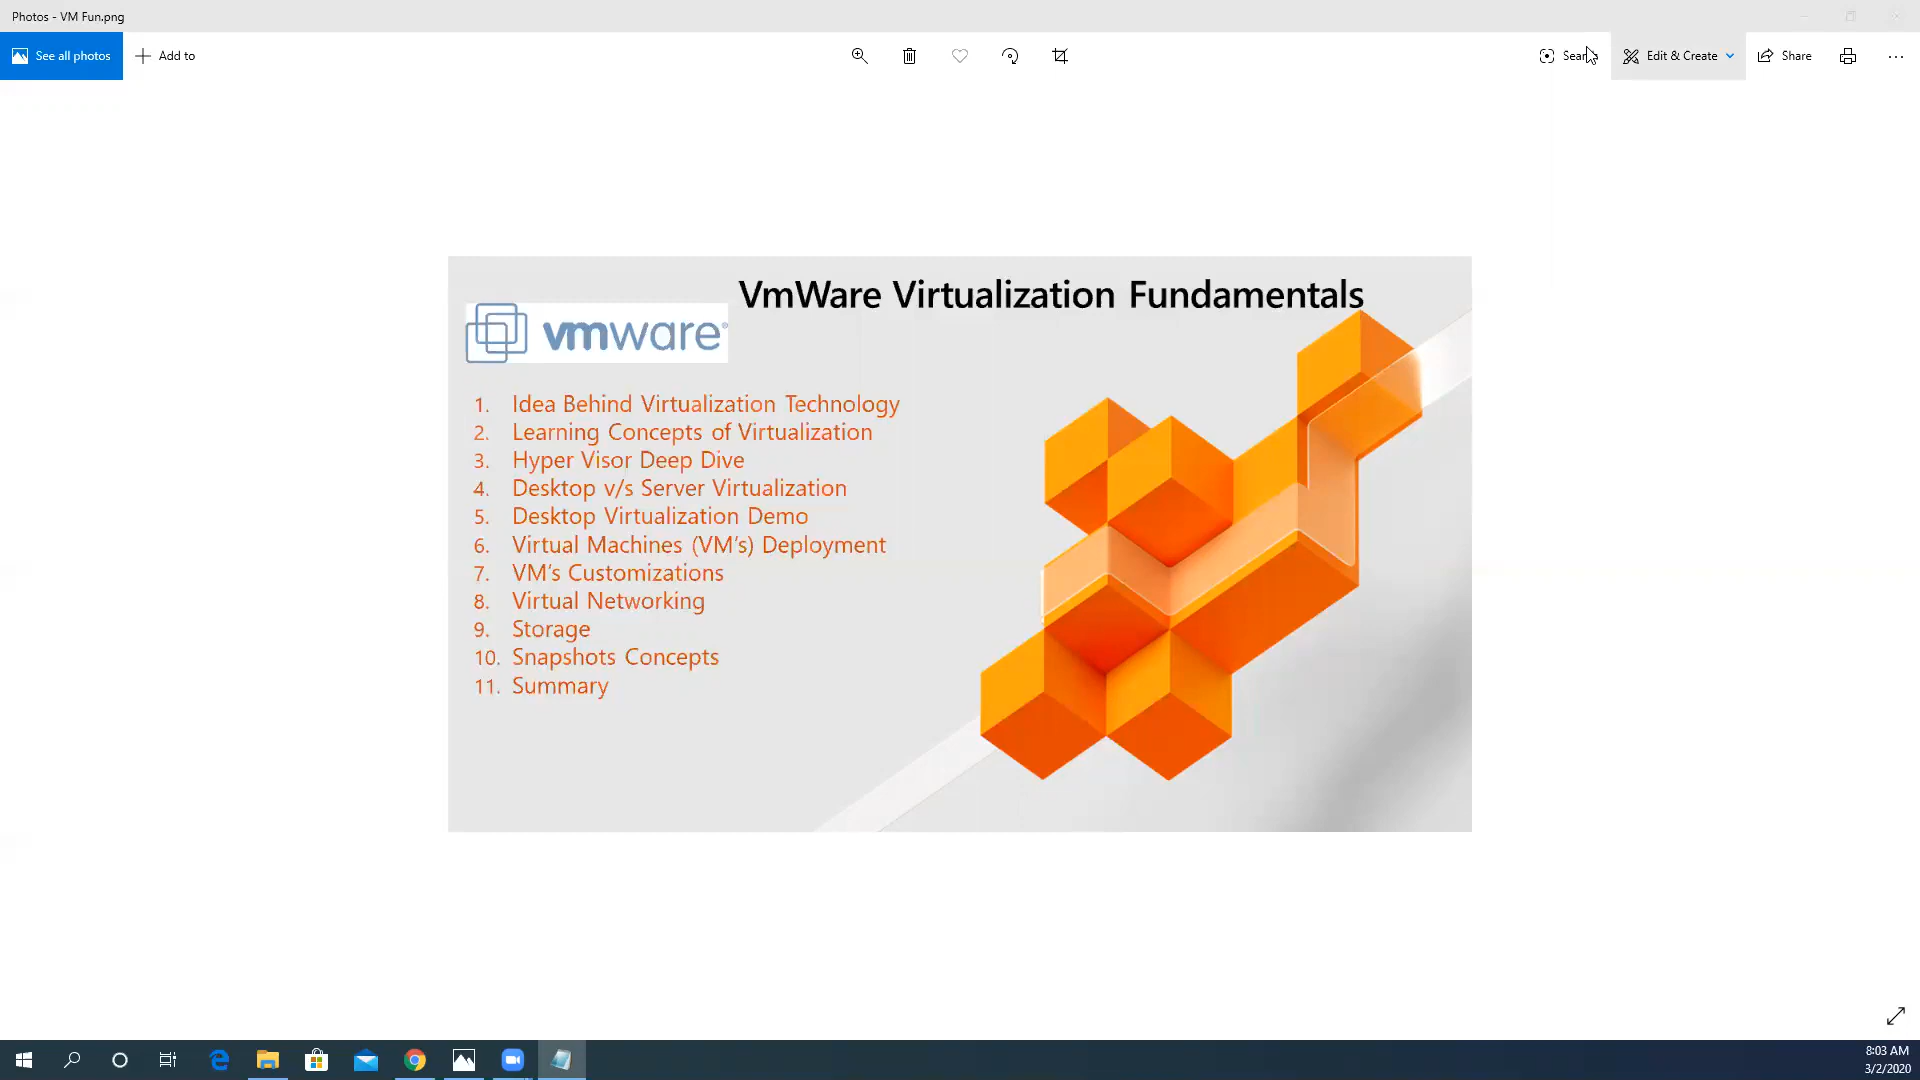 Photos - VM Fun.png
See all photos
Add to
Edit & Create
Share
VmWare Virtualization Fundamentals
vmware®
1. Idea Behind Virtualization Technology
2. Learning Concepts of Virtualization
3. Hyper Visor Deep Dive
4. Desktop v/s Server Virtualization
5. Desktop Virtualization Demo
6. Virtual Machines (VM's) Deployment
7. VM's Customizations
8. Virtual Networking
9. Storage
10. Snapshots Concepts
11. Summary
8:03 AM
3/2/2020